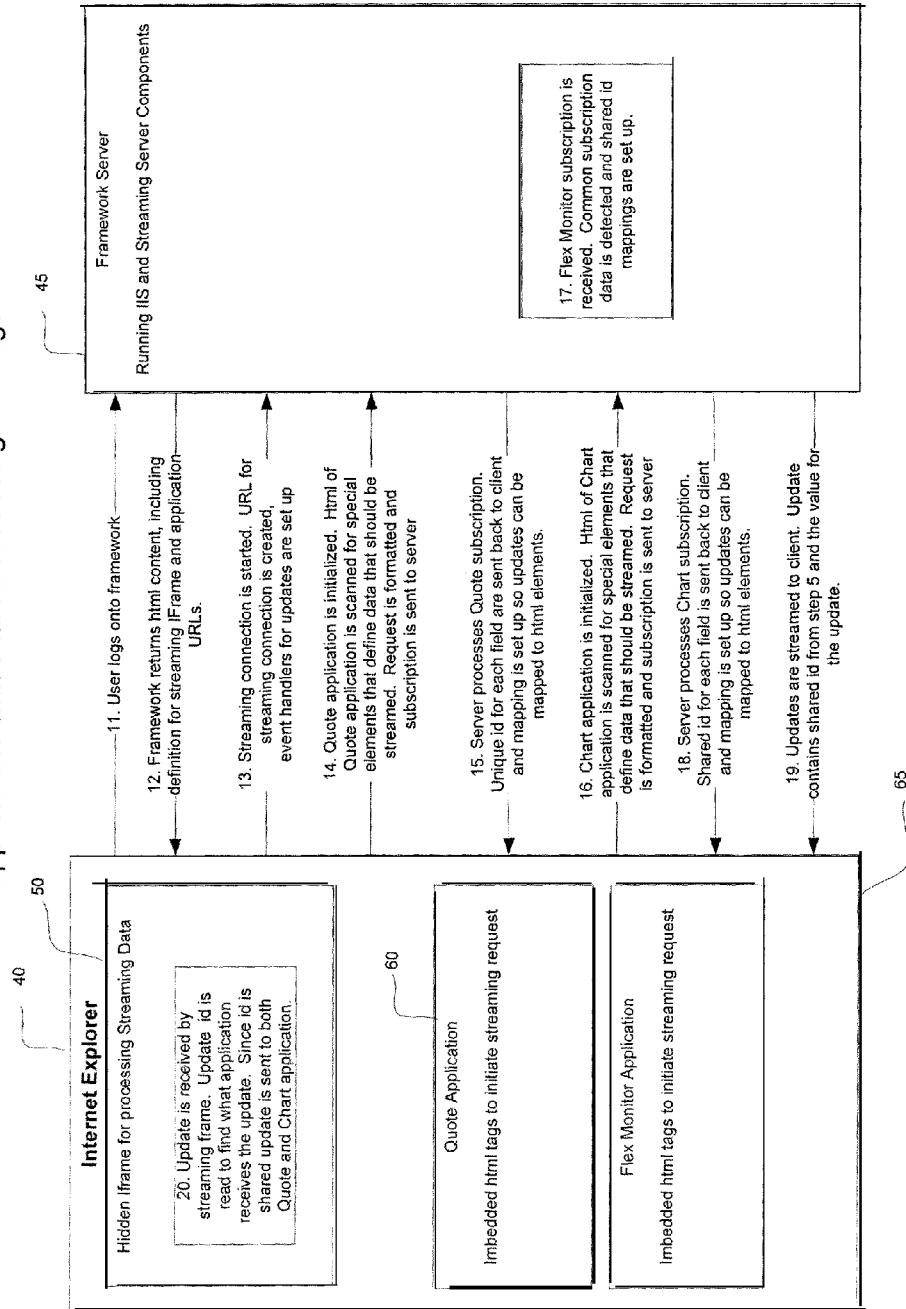 40
50
45
Internet Explorer
Hidden Iframe for processing Streaming Data
20. Update is received by
streaming frame. Update id is
read to find what application
receives the update. Since id is
shared update is sent to both
Quote and Chart application.
60
Quote Application
Imbedded html tags to initiate streaming request
Flex Monitor Application
Imbedded html tags to initiate streaming request
65
11. User logs onto framework
12. Framework returns html content, including
definition for streaming IFrame and application
URLs.
13. Streaming connection is started. URL for
streaming connection is created,
event handlers for updates are set up
14. Quote application is initialized. Html of
Quote application is scanned for special
elements that define data that should be
streamed. Request is formatted and
subscription is sent to server
15. Server processes Quote subscription.
Unique id for each field are sent back to client
and mapping is set up so updates can be
mapped to html elements.
16. Chart application is initialized. Html of Chart
application is scanned for special elements that
define data that should be streamed. Request
is formatted and subscription is sent to server
18. Server processes Chart subscription.
Shared id for each field is sent back to client
and mapping is set up so updates can be
mapped to html elements.
19. Updates are streamed to client. Update
contains shared id from step 5 and the value for
the update.
Framework Server
Running IIS and Streaming Server Components
17. Flex Monitor subscription is
received. Common subscription
data is detected and shared id
mappings are set up.